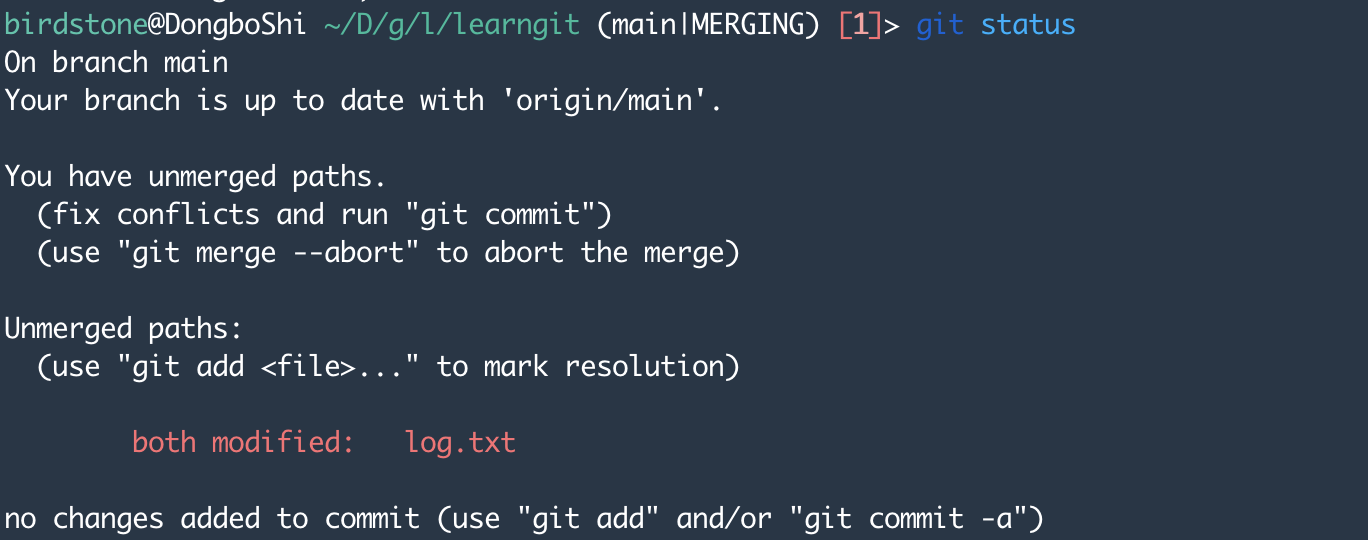 birdstone@DongboShi ~/D/g/l/learngit (main|MERGING) [1]> git status
On branch main
Your branch is up to date with 'origin/main'.

You have unmerged paths.
  (fix conflicts and run "git commit")
  (use "git merge --abort" to abort the merge)

Unmerged paths:
  (use "git add <file>..." to mark resolution)

        both modified:   log.txt

no changes added to commit (use "git add" and/or "git commit -a")